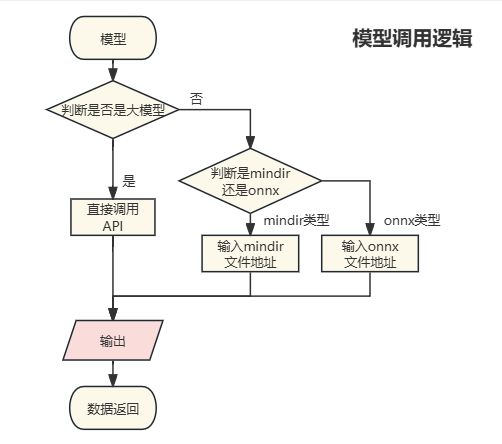 模型调用逻辑
模型
判断是否是大模型
否
是
判断是mindir
还是onnx
直接调用
API
mindir类型
onnx类型
输入mindir
文件地址
输入onnx
文件地址
输出
数据返回